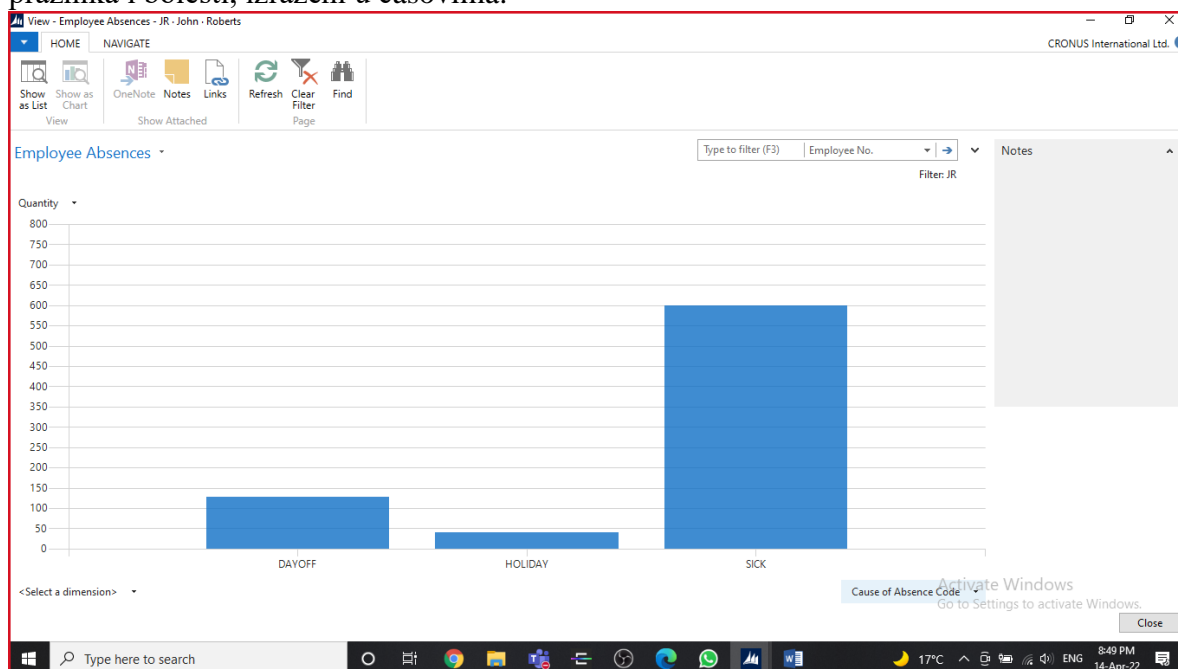 praznika i bolesti, izraženi u časovima.
View - Employee Absences - JR · John · Roberts
HOME NAVIGATE
CRONUS International Ltd.
Show as List
Show as Chart
OneNote
Notes
Links
Refresh
Clear Filter
Find
View
Show Attached
Page
Employee Absences
Type to filter (F3)
Employee No.
Notes
Filter: JR
Quantity
800
750
700
650
600
550
500
450
400
350
300
250
200
150
100
50
0
DAYOFF
HOLIDAY
SICK
<Select a dimension>
Cause of Absence Code
Activate Windows
Go to Settings to activate Windows.
Close
Type here to search
17°C
ENG
8:49 PM
14-Apr-22